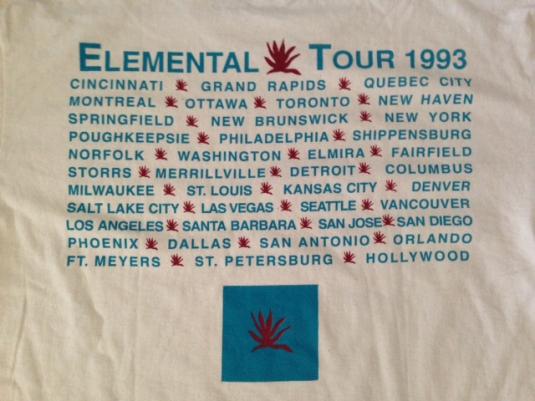 ELEMENTAL TOUR 1993
CINCINNATI GRAND RAPIDS QUEBEC CITY
MONTREAL OTTAWA TORONTO NEW HAVEN
SPRINGFIELD NEW BRUNSWICK NEW YORK
POUGHKEEPSIE PHILADELPHIA SHIPPENSBURG
NORFOLK WASHINGTON ELMIRA FAIRFIELD
STORRS MERRILLVILLE DETROIT COLUMBUS
MILWAUKEE ST. LOUIS KANSAS CITY DENVER
SALT LAKE CITY LAS VEGAS SEATTLE VANCOUVER
LOS ANGELES SANTA BARBARA SAN JOSE SAN DIEGO
PHOENIX DALLAS SAN ANTONIO ORLANDO
FT. MEYERS ST. PETERSBURG HOLLYWOOD